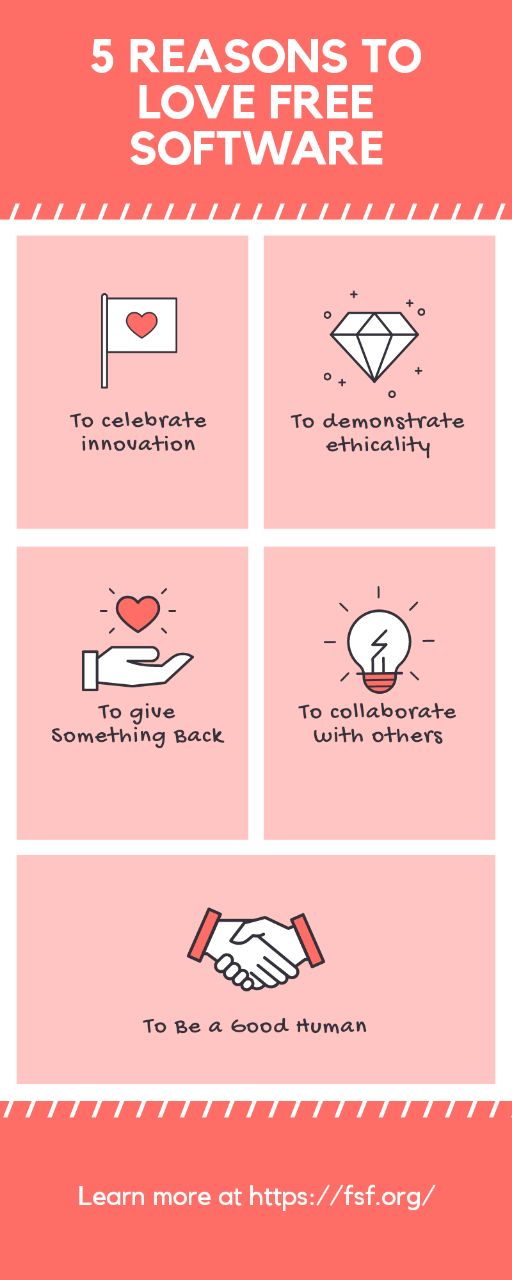 5 REASONS TO
LOVE FREE
SOFTWARE
To celebrate
innovation
To demonstrate
ethicality
To give
Something Back
To collaborate
with others
To Be a Good Human
Learn more at https://fsf.org/